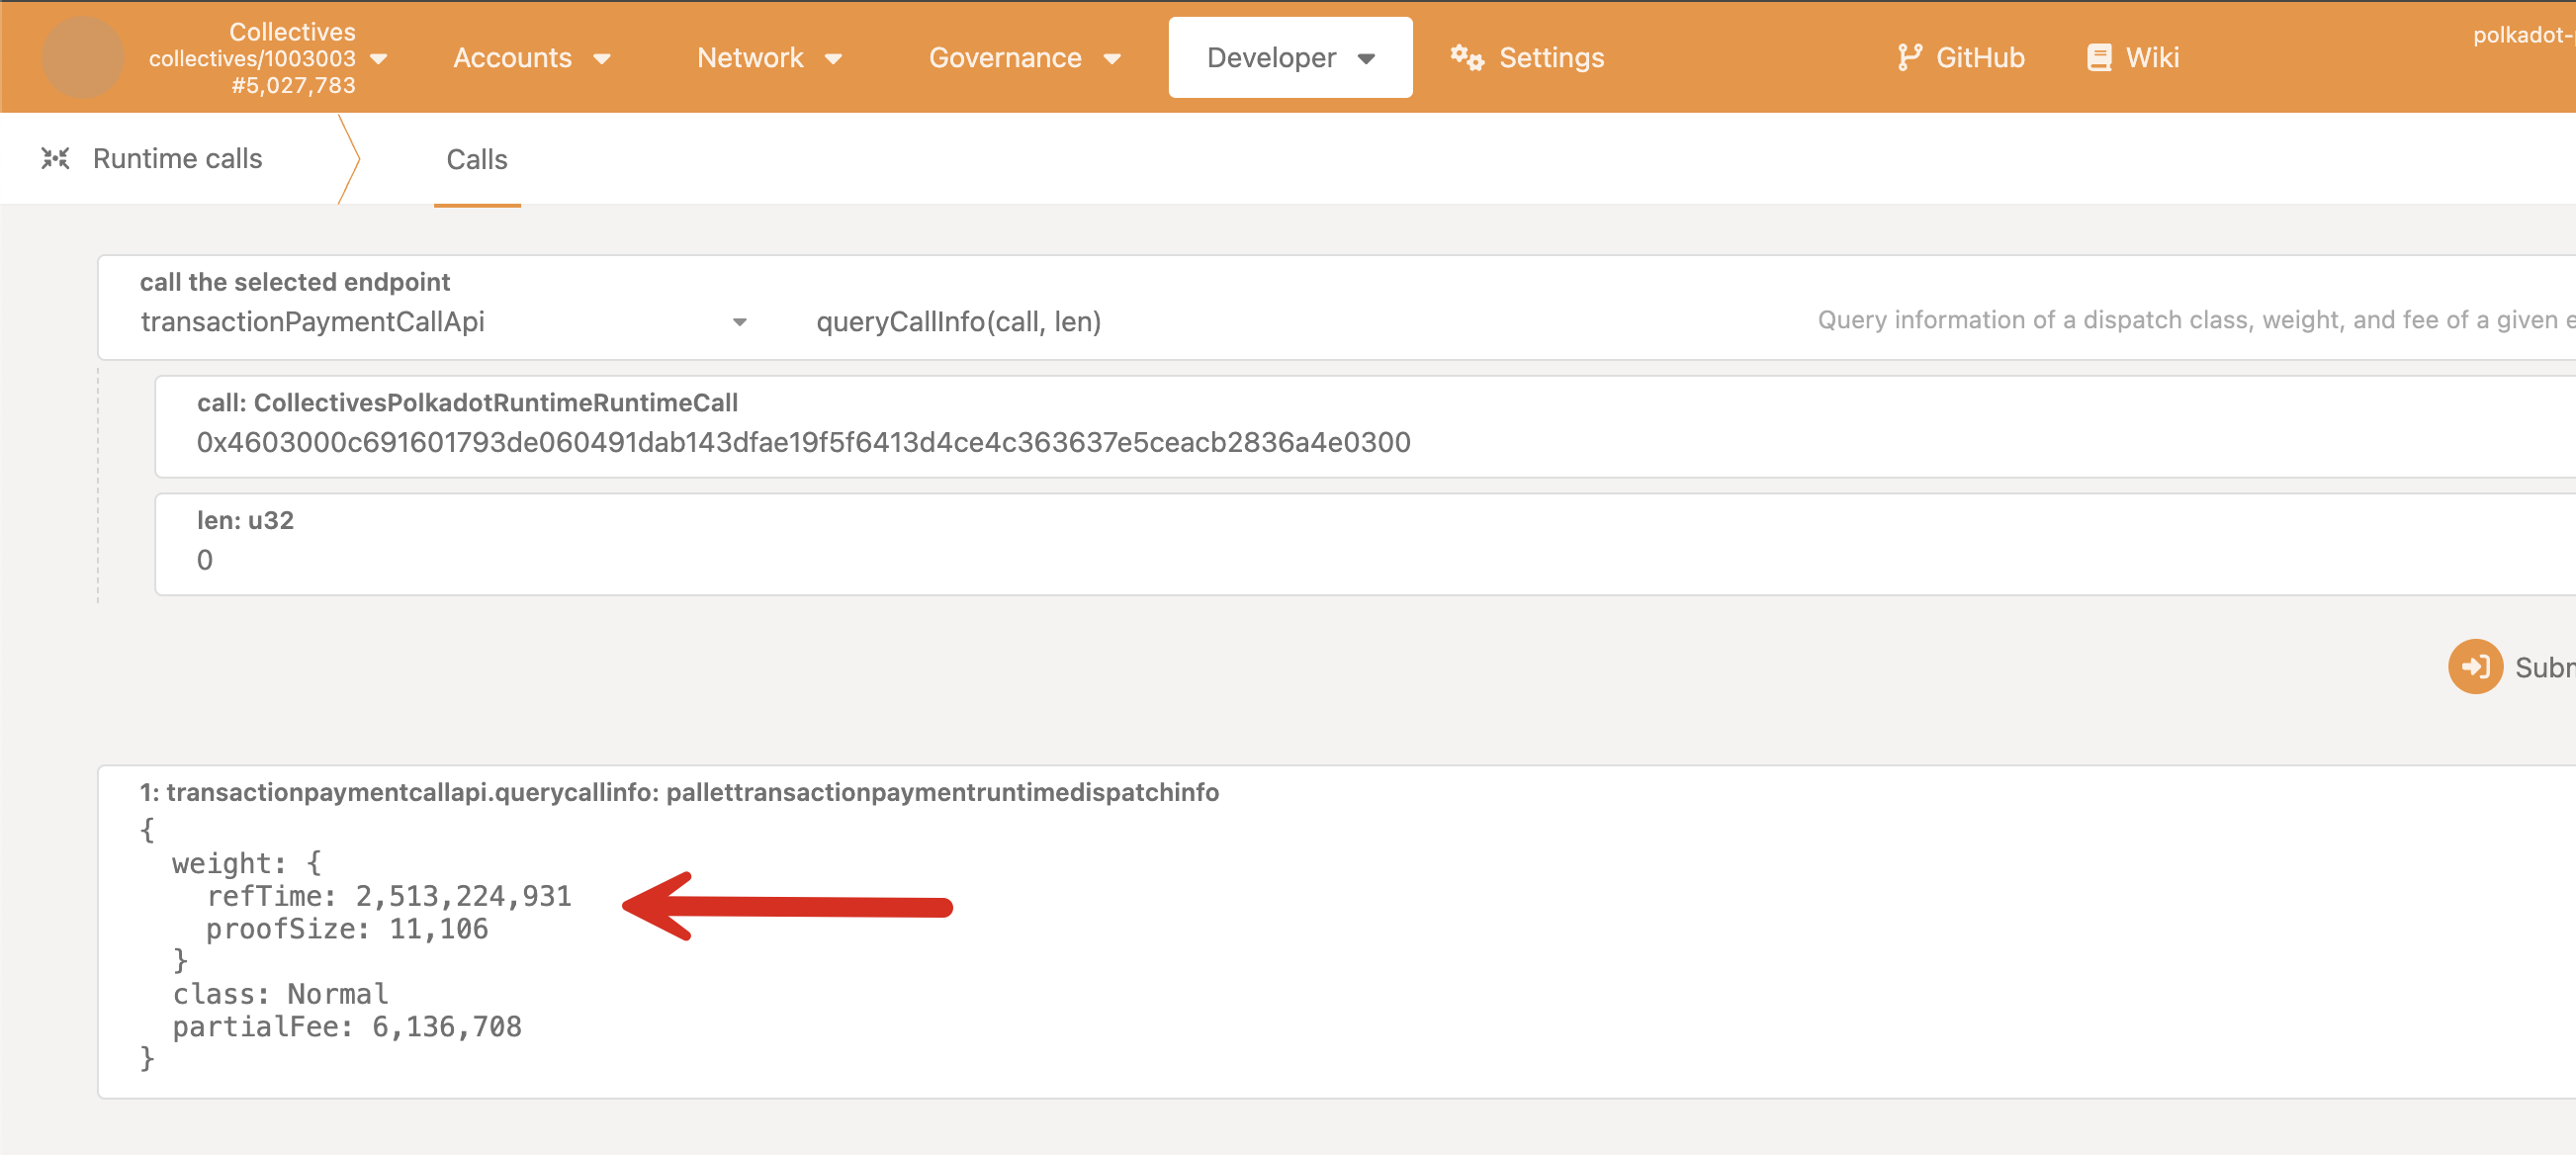 Collectives
collectives/1003003
#5,027,783
Accounts
Network
Governance
Developer
Settings
GitHub
Wiki
polkadot-
Runtime calls
Calls
call the selected endpoint
transactionPaymentCallApi
queryCallInfo(call, len)
Query information of a dispatch class, weight, and fee of a given e
call: CollectivesPolkadotRuntimeRuntimeCall
0x4603000c691601793de060491dab143dfae19f5f6413d4ce4c363637e5ceacb2836a4e0300
len: u32
0
Subm
1: transactionpaymentcallapi.querycallinfo: pallettransactionpaymentruntimedispatchinfo
{
weight: {
refTime: 2,513,224,931
proofSize: 11,106
}
class: Normal
partialFee: 6,136,708
}